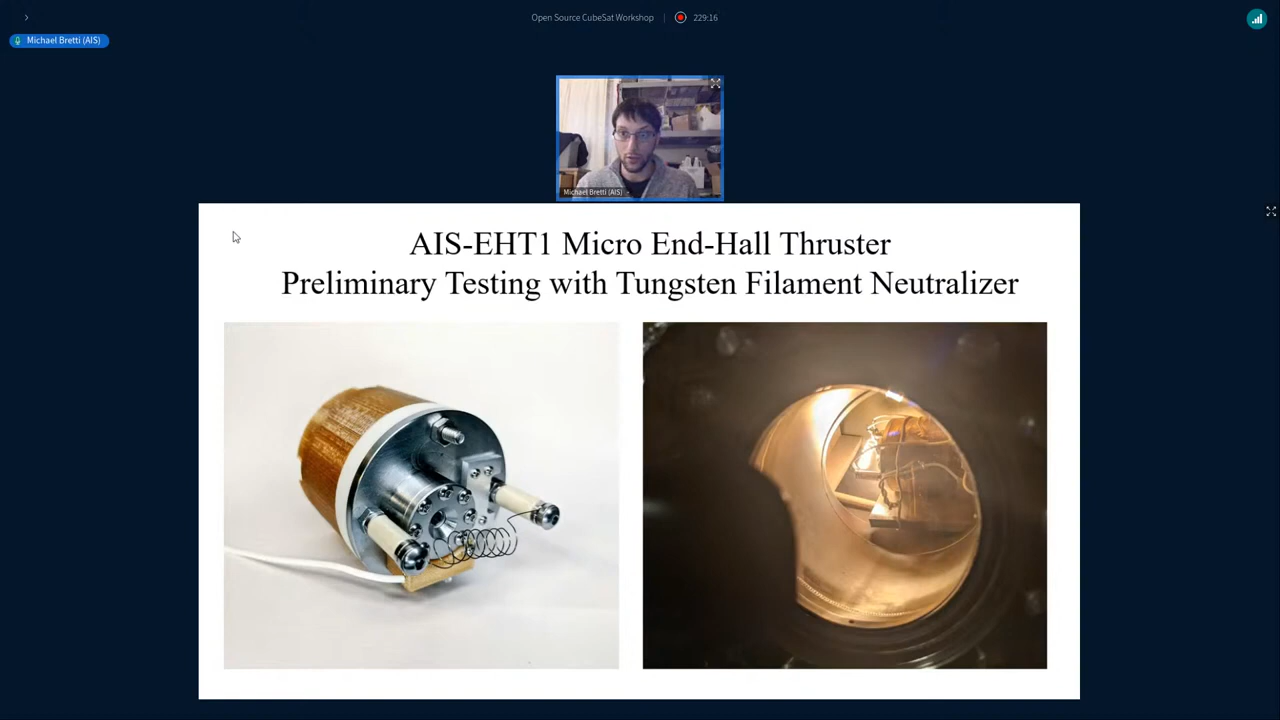 Open Source CubeSat Workshop
229:16
Michael Bretti (AIS)
Michael Bretti (AIS)
AIS-EHT1 Micro End-Hall Thruster
Preliminary Testing with Tungsten Filament Neutralizer